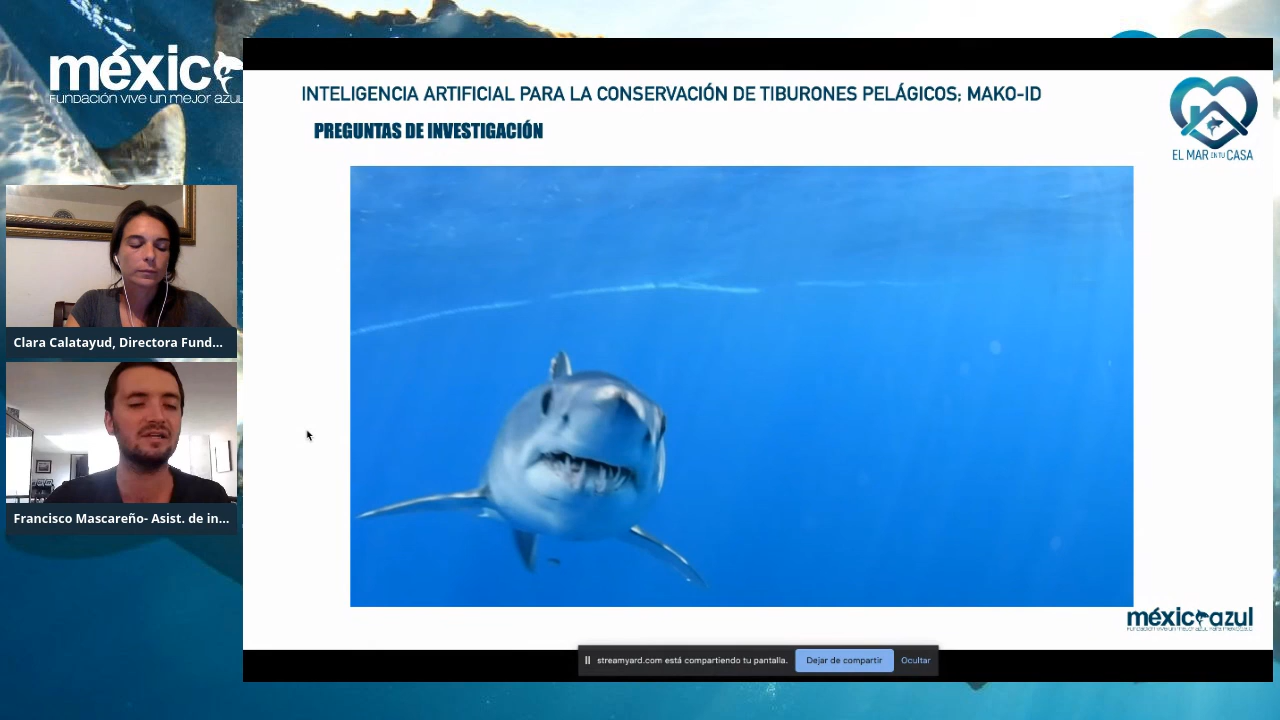 méxico
FUNDACIÓN VIVE UN MEJOR AZUL
INTELIGENCIA ARTIFICIAL PARA LA CONSERVACIÓN DE TIBURONES PELÁGICOS: MAKO-ID
PREGUNTAS DE INVESTIGACIÓN
EL MAR EN TU CASA
Clara Calatayud, Directora Fund...
Francisco Mascareño- Asist. de in...
méxico azul
streamyard.com está compartiendo tu pantalla.
Dejar de compartir
Ocultar